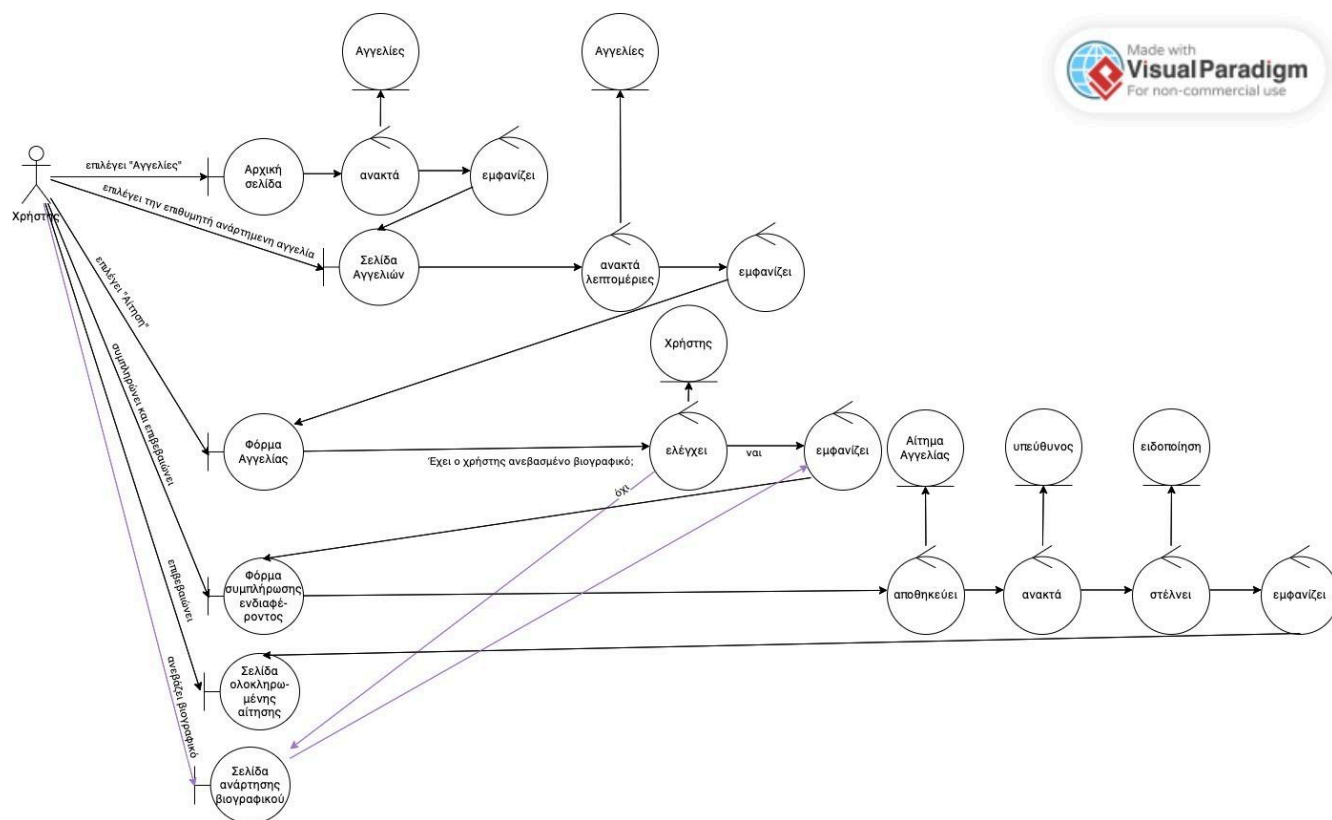 Αγγελίες
Αγγελίες
Made with
Visual Paradigm
For non-commercial use
Χρήστης
επιλέγει "Αγγελίες"
Αρχική
σελίδα
ανακτά
εμφανίζει
επιλέγει την επιθυμητή ανάρτημενη αγγελία
Σελίδα
Αγγελιών
ανακτά
λεπτομέριες
εμφανίζει
επιλέγει "Αίτηση"
Χρήστης
Φόρμα
Αγγελίας
Έχει ο χρήστης ανεβασμένο βιογραφικό;
ελέγχει
ναι
εμφανίζει
Αίτημα
Αγγελίας
υπεύθυνος
ειδοποίηση
όχι
συμπληρώνει και επιβεβαιώνει
Φόρμα
συμπλήρωσης
ενδιαφέ-
ροντος
αποθηκεύει
ανακτά
στέλνει
εμφανίζει
επιβεβαιώνει
Σελίδα
ολοκληρω-
μένης
αίτησης
ανεβάζει βιογραφικό
Σελίδα
ανάρτησης
βιογραφικού